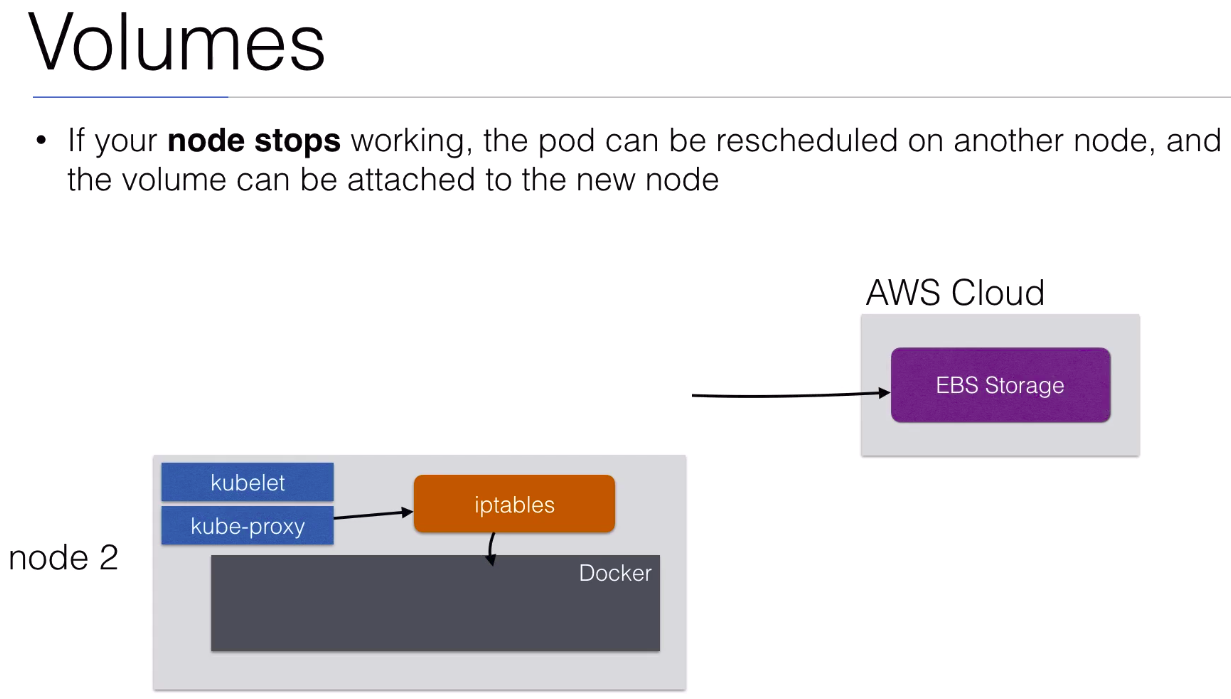 Volumes
• If your node stops working, the pod can be rescheduled on another node, and
the volume can be attached to the new node
AWS Cloud
EBS Storage
kubelet
iptables
kube-proxy
node 2
Docker